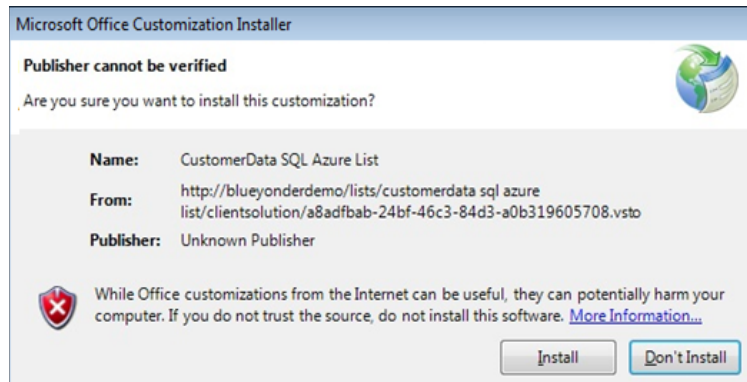 Microsoft Office Customization Installer
Publisher cannot be verified
Are you sure you want to install this customization?
Name: CustomerData SQL Azure List
From: http://blueyonderdemo/lists/customerdata sql azure
list/clientsolution/a8adfbab-24bf-46c3-84d3-a0b319605708.vsto
Publisher: Unknown Publisher
While Office customizations from the Internet can be useful, they can potentially harm your
computer. If you do not trust the source, do not install this software. More Information...
Install Don't Install